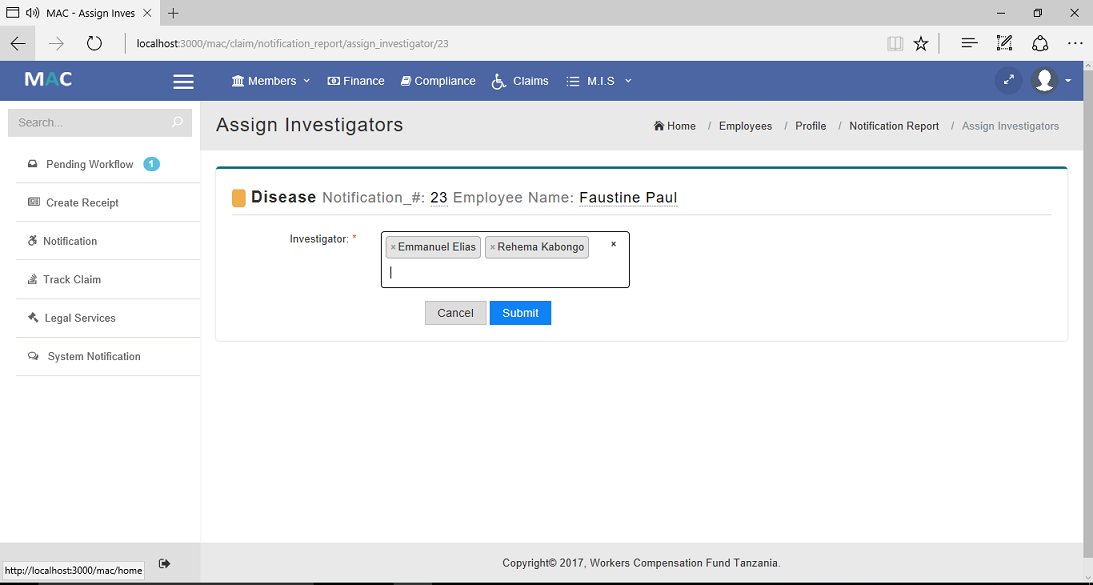 MAC - Assign Inves
localhost:3000/mac/claim/notification_report/assign_investigator/23
MAC
Members
Finance
Compliance
Claims
M.I.S
Search...
Assign Investigators
Home / Employees / Profile / Notification Report / Assign Investigators
Pending Workflow 1
Create Receipt
Notification
Track Claim
Legal Services
System Notification
Disease Notification_#: 23 Employee Name: Faustine Paul
Investigator: *
×Emmanuel Elias ×Rehema Kabongo ×
Cancel Submit
http://localhost:3000/mac/home
Copyright© 2017, Workers Compensation Fund Tanzania.